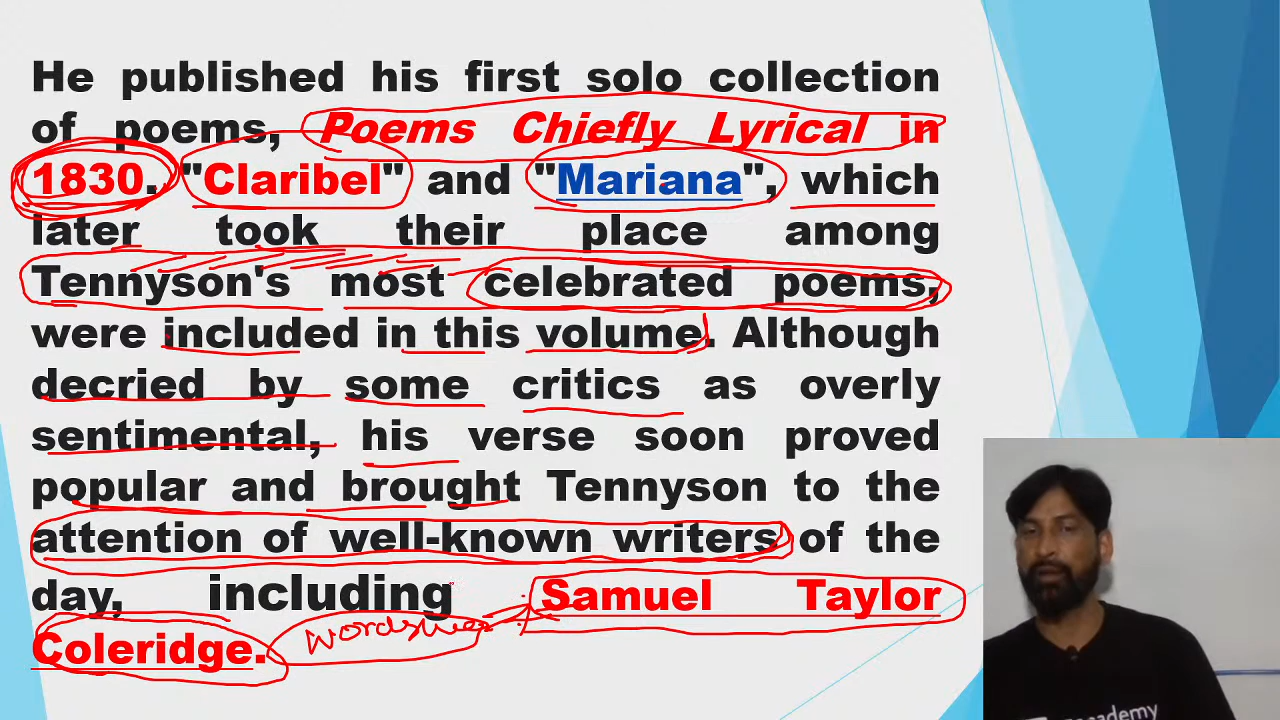 He published his first solo collection
of poems, Poems Chiefly Lyrical in
1830. "Claribel" and "Mariana", which
later took their place among
Tennyson's most celebrated poems,
were included in this volume. Although
decried by some critics as overly
sentimental, his verse soon proved
popular and brought Tennyson to the
attention of well-known writers of the
day, including Samuel Taylor
Coleridge.